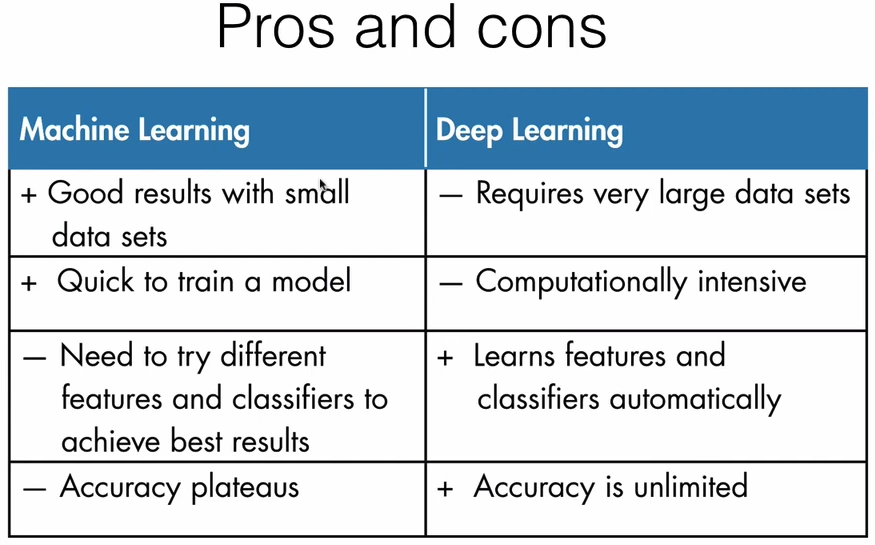 Pros and cons
Machine Learning
Deep Learning
+ Good results with small
data sets
— Requires very large data sets
+ Quick to train a model
— Computationally intensive
— Need to try different
features and classifiers to
achieve best results
+ Learns features and
classifiers automatically
— Accuracy plateaus
+ Accuracy is unlimited